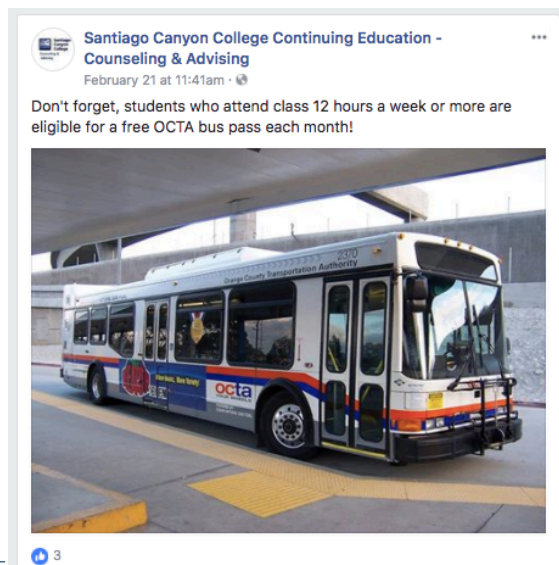 Santiago Canyon College Continuing Education -
Counseling & Advising
February 21 at 11:41am ·
Don't forget, students who attend class 12 hours a week or more are
eligible for a free OCTA bus pass each month!
2370
Orange County Transportation Authority
octa
3